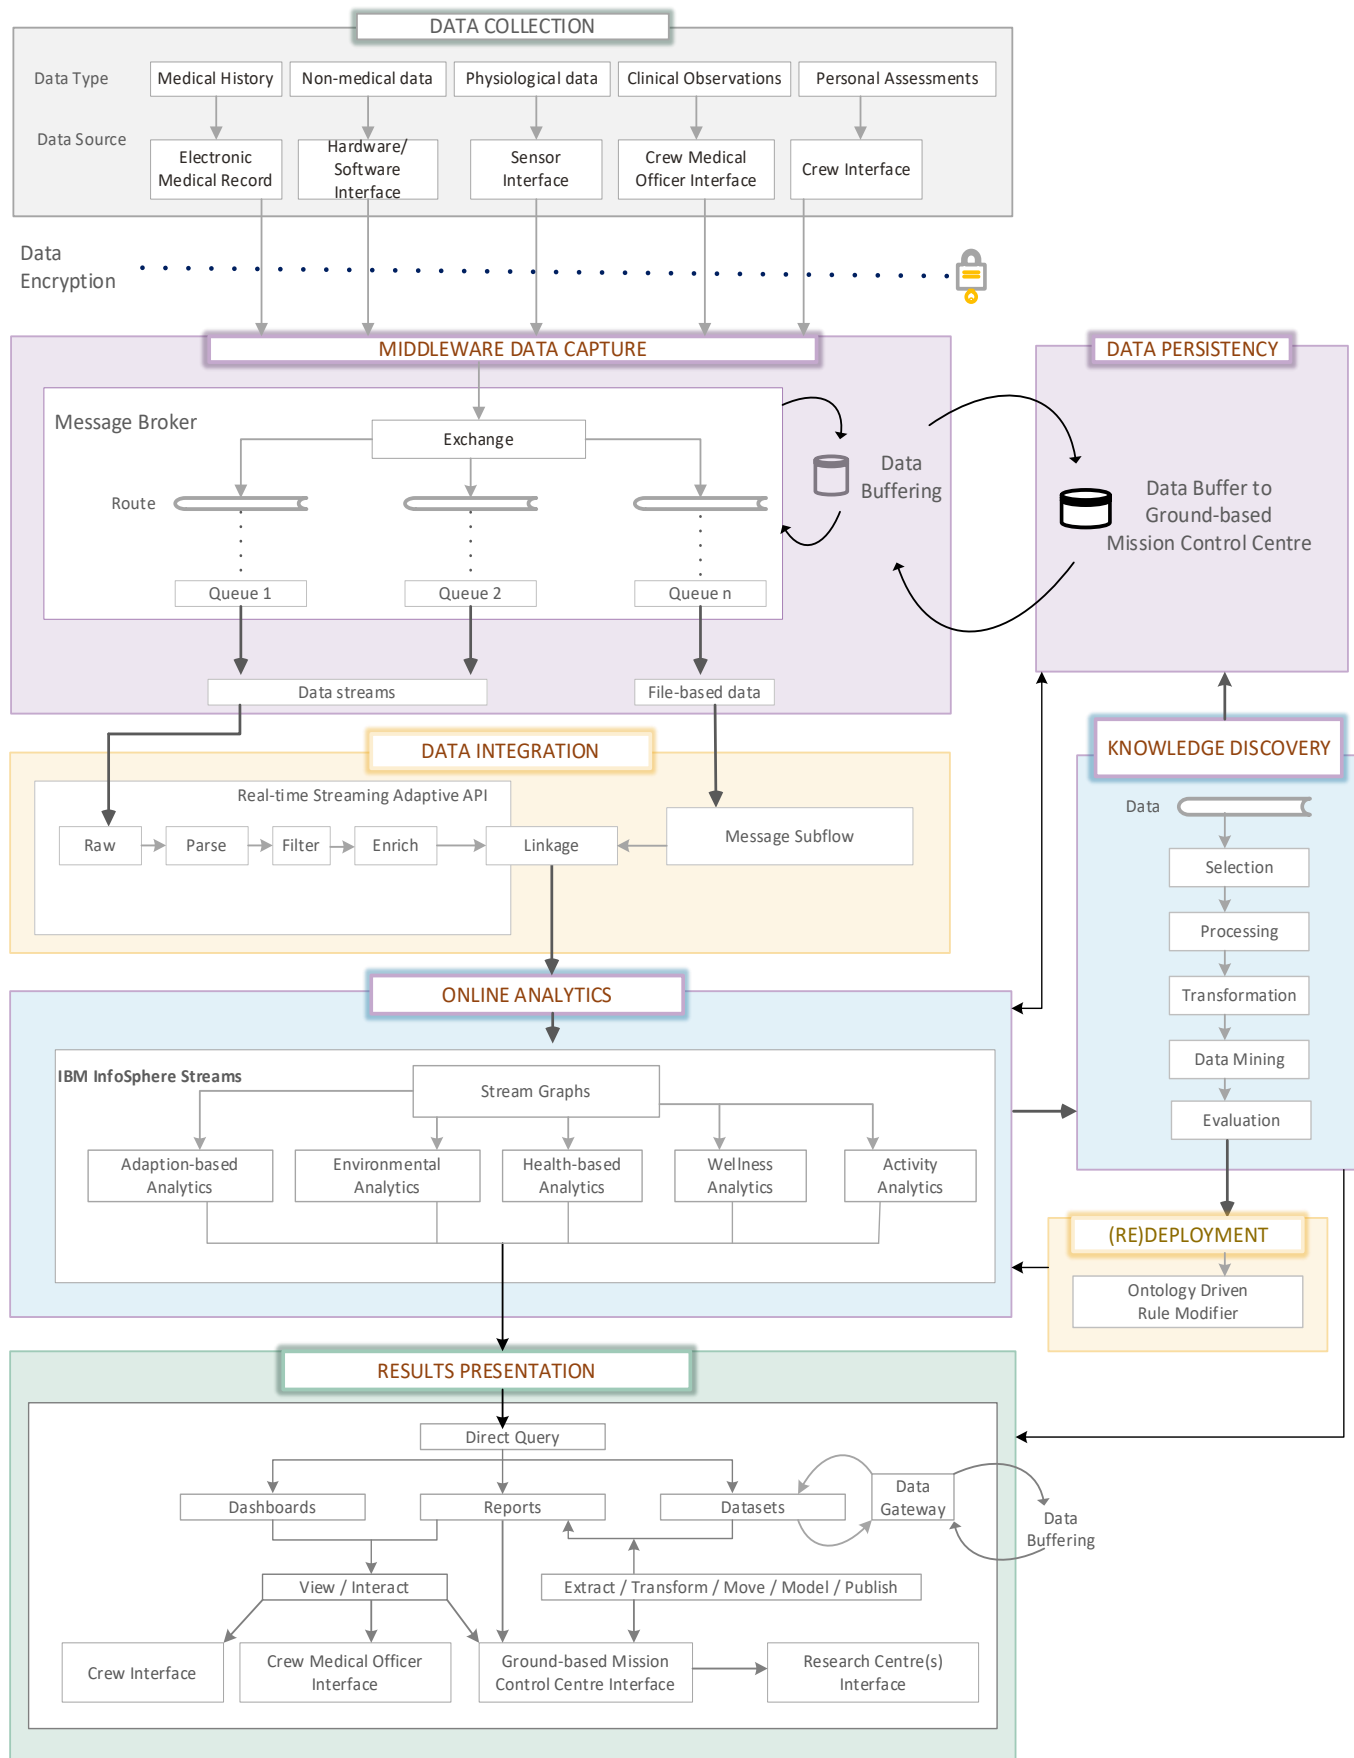 DATA COLLECTION
Data Type
Medical History
Non-medical data
Physiological data
Clinical Observations
Personal Assessments
Data Source
Electronic
Medical Record
Hardware/
Software
Interface
Sensor
Interface
Crew Medical
Officer Interface
Crew Interface
Data
Encryption
MIDDLEWARE DATA CAPTURE
DATA PERSISTENCY
Message Broker
Exchange
Data
Buffering
Route
Data Buffer to
Ground-based
Mission Control Centre
Queue 1
Queue 2
Queue n
Data streams
File-based data
DATA INTEGRATION
KNOWLEDGE DISCOVERY
Real-time Streaming Adaptive API
Raw
Parse
Filter
Enrich
Linkage
Message Subflow
Data
Selection
Processing
Transformation
Data Mining
Evaluation
ONLINE ANALYTICS
IBM InfoSphere Streams
Stream Graphs
Adaption-based
Analytics
Environmental
Analytics
Health-based
Analytics
Wellness
Analytics
Activity
Analytics
(RE)DEPLOYMENT
Ontology Driven
Rule Modifier
RESULTS PRESENTATION
Direct Query
Dashboards
Reports
Datasets
Data
Gateway
Data
Buffering
View / Interact
Extract / Transform / Move / Model / Publish
Crew Interface
Crew Medical Officer
Interface
Ground-based Mission
Control Centre Interface
Research Centre(s)
Interface